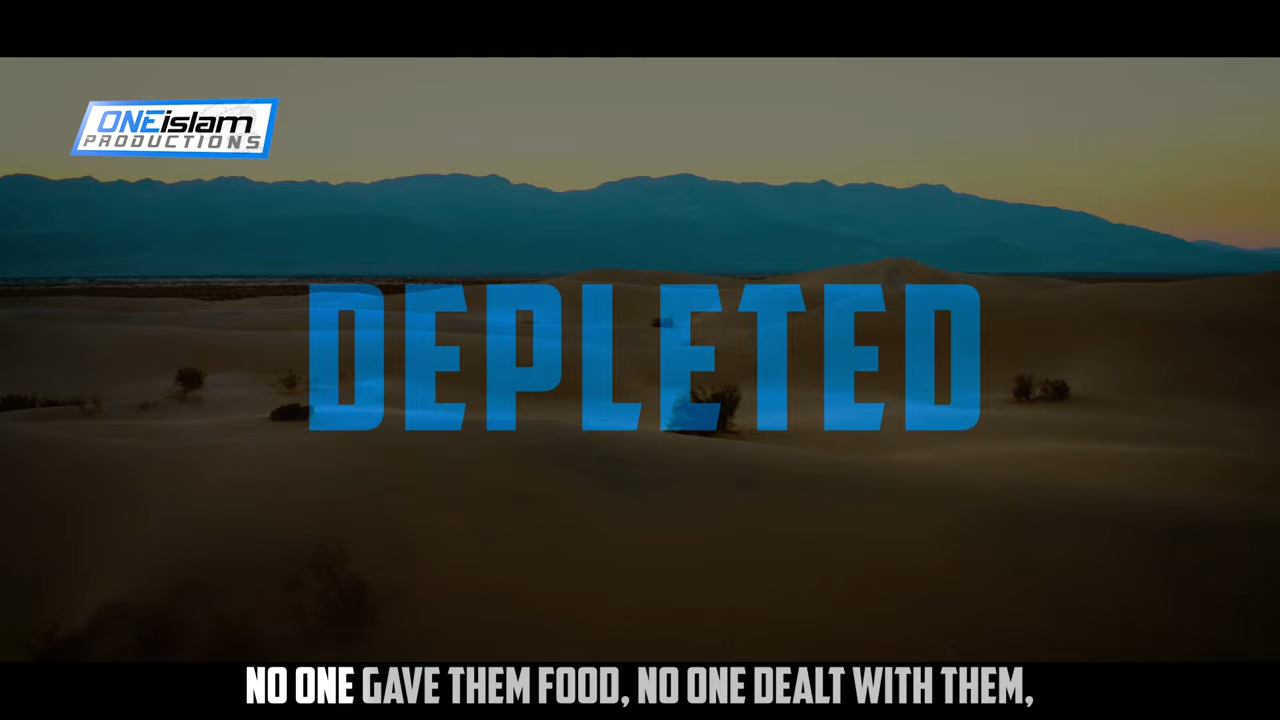 ONEislam
PRODUCTIONS
DEPLETED
NO ONE GAVE THEM FOOD, NO ONE DEALT WITH THEM,